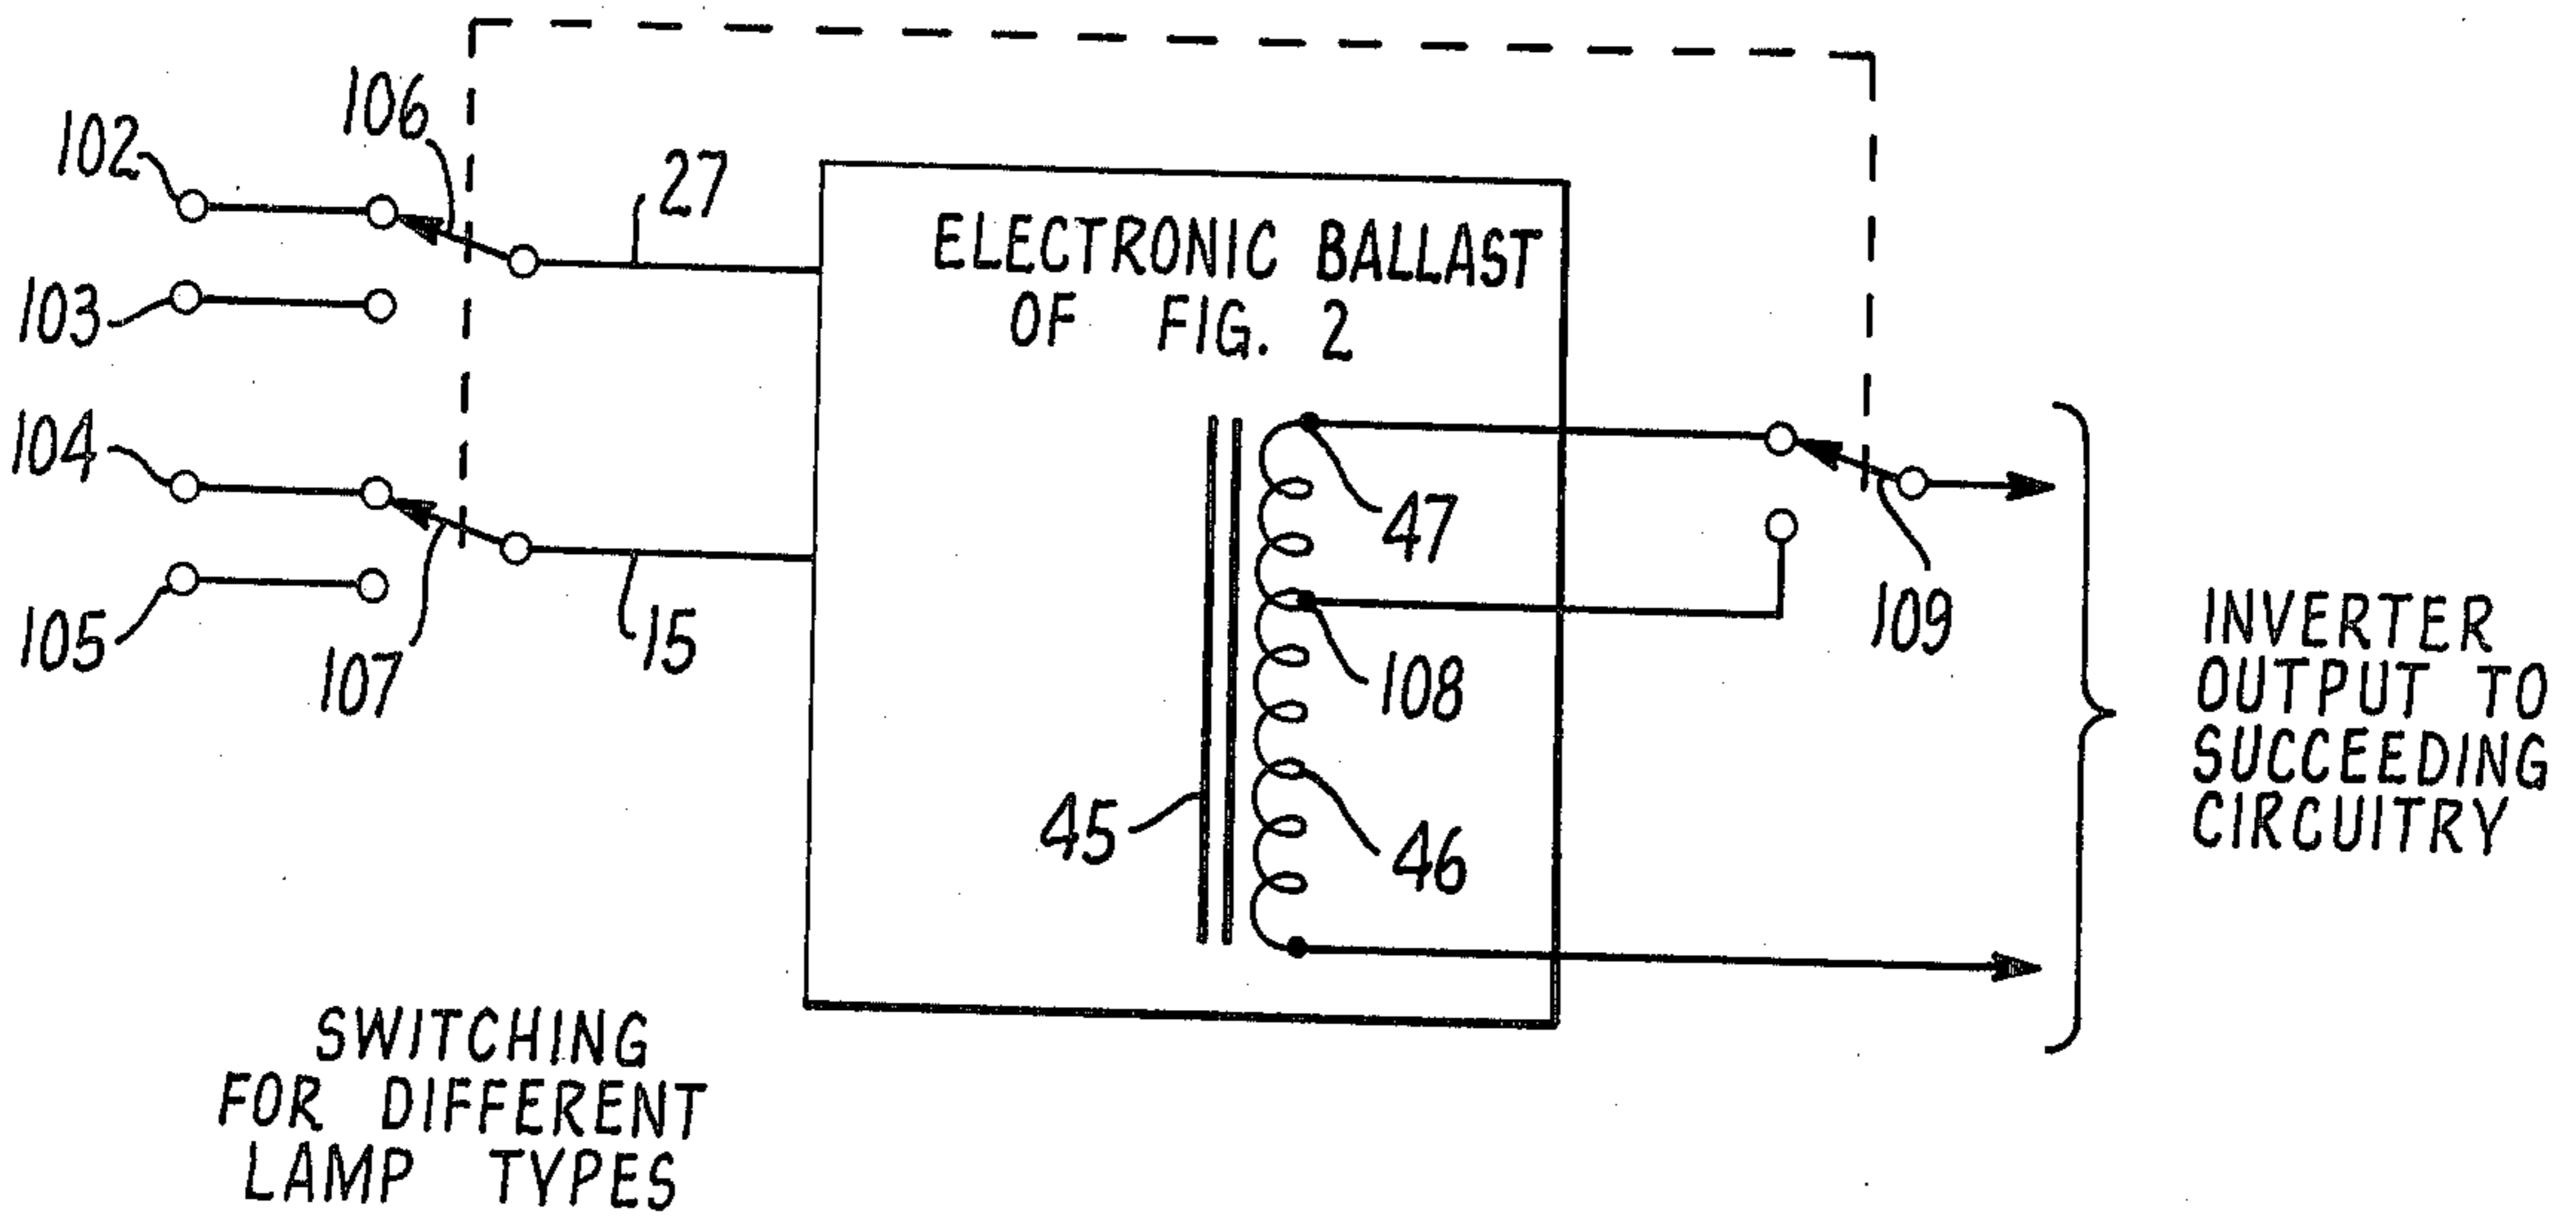 106
102
27
ELECTRONIC BALLAST
OF FIG. 2
103
104
47
109
105
107
15
108
INVERTER
OUTPUT TO
SUCCEEDING
CIRCUITRY
45
46
SWITCHING
FOR DIFFERENT
LAMP TYPES